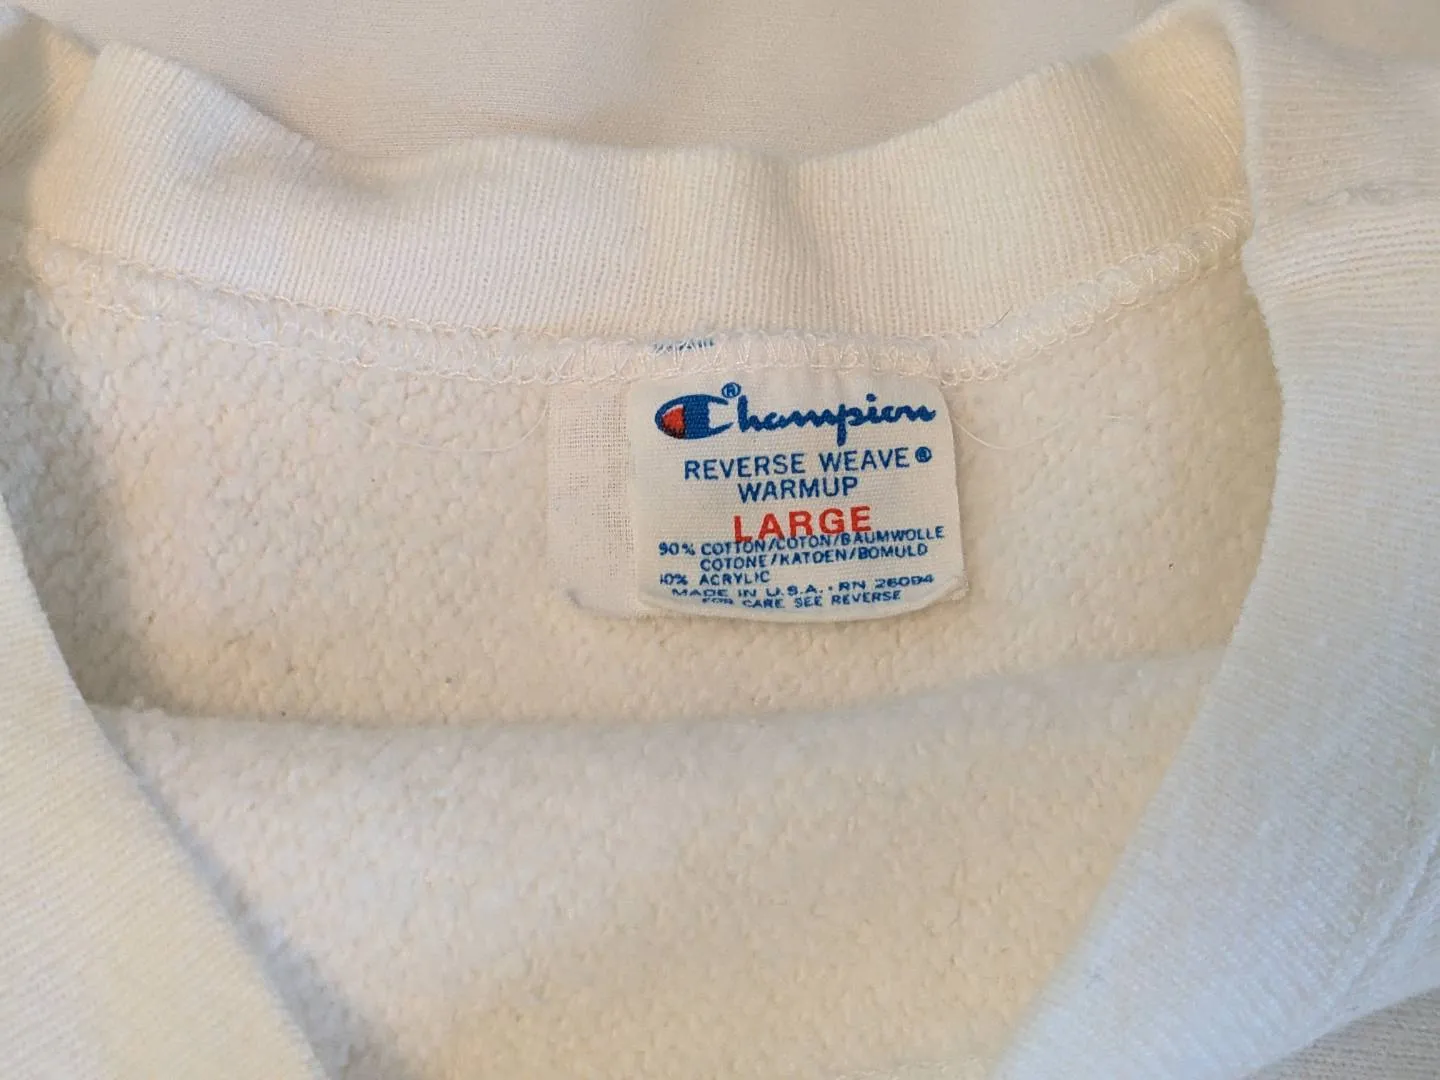 Champion®
REVERSE WEAVE®
WARMUP
LARGE
90% COTTON/COTON/BAUMWOLLE
COTONE/KATOEN/BOMULD
10% ACRYLIC
MADE IN U.S.A. · RN 26094
FOR CARE SEE REVERSE